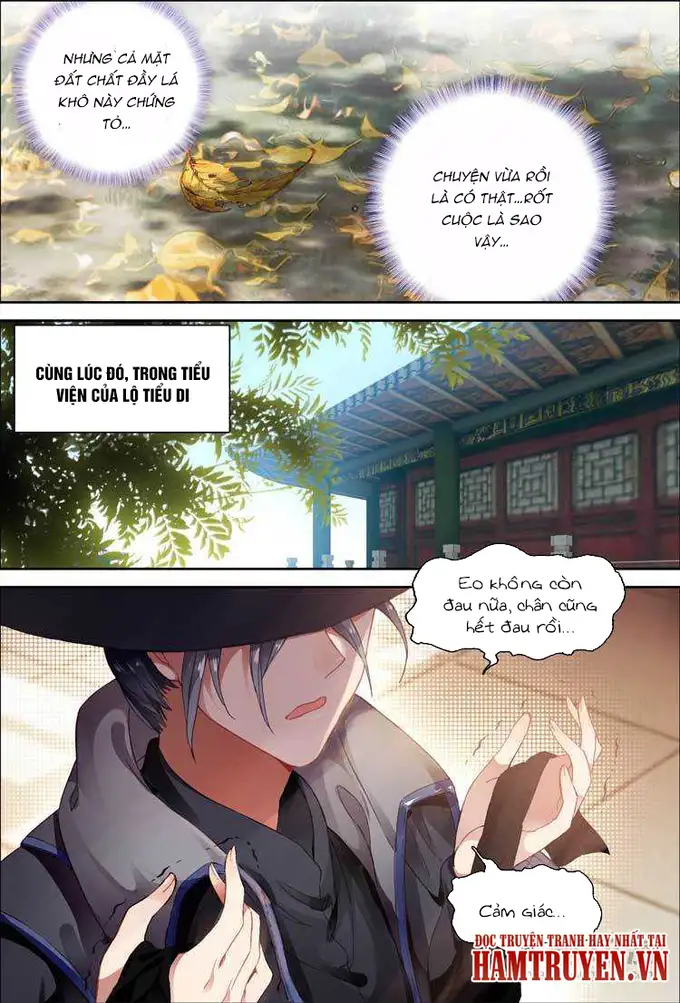 NHƯNG CẢ MẶT
ĐẤT CHẤT ĐẦY LÁ
KHÔ NÀY CHỨNG
TỎ...
CHUYỆN VỪA RỒI
LÀ CÓ THẬT...RỐT
CUỘC LÀ SAO
VẬY...
CÙNG LÚC ĐÓ, TRONG TIỂU
VIỆN CỦA LỘ TIỂU DI
Eo không còn
đau nữa, chân cũng
hết đau rồi...
Cảm giác...
ĐỌC TRUYỆN-TRANH HAY NHẤT TẠI
HAMTRUYEN.VN